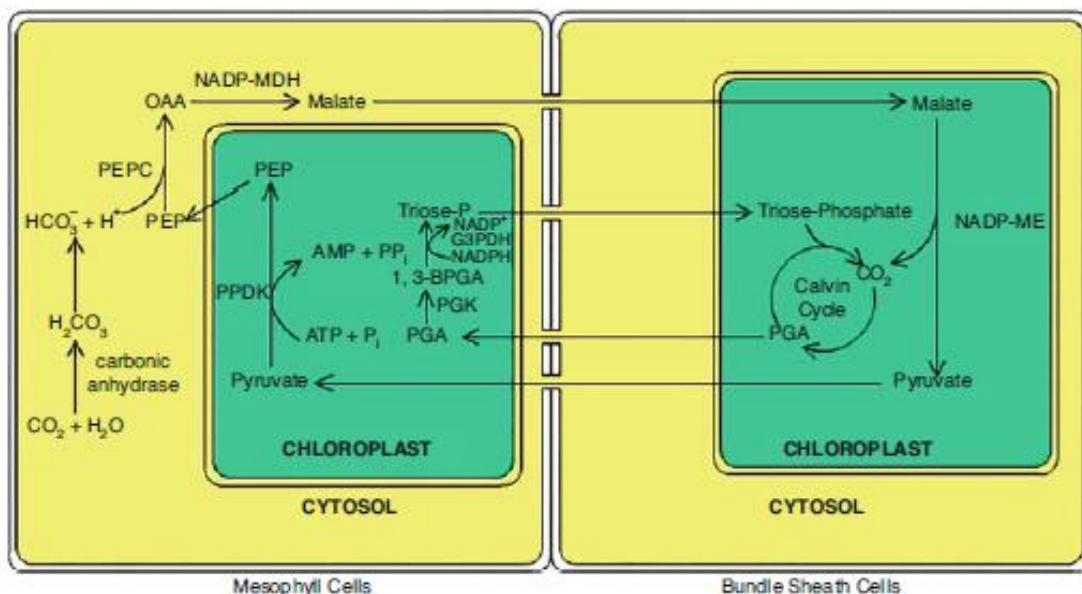 NADP-MDH
OAA
Malate
Malate
PEPC
PEP
HCO₃⁻ + H⁺
PEP
Triose-P
NADP⁺
G3PDH
NADPH
Triose-Phosphate
NADP-ME
AMP + PPᵢ
1, 3-BPGA
CO₂
PPDK
PGK
Calvin
Cycle
H₂CO₃
ATP + Pᵢ
PGA
PGA
carbonic
anhydrase
Pyruvate
Pyruvate
CO₂ + H₂O
CHLOROPLAST
CHLOROPLAST
CYTOSOL
CYTOSOL
Mesophyll Cells
Bundle Sheath Cells